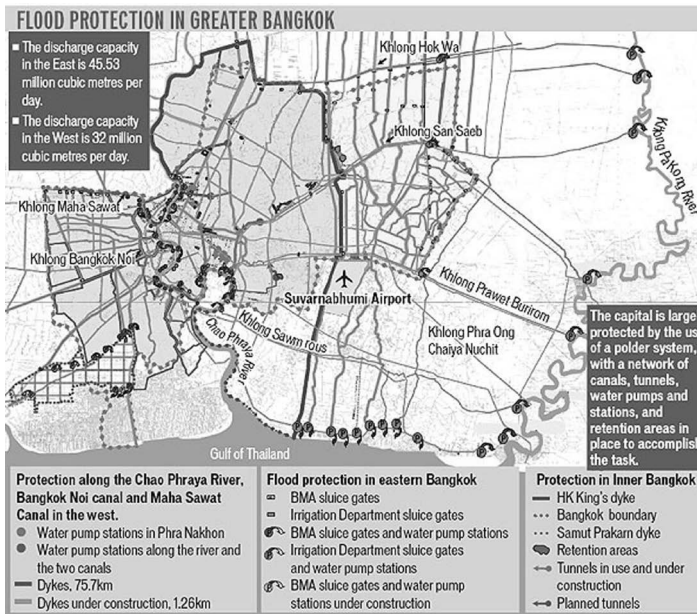 FLOOD PROTECTION IN GREATER BANGKOK
■ The discharge capacity
in the East is 45.53
million cubic metres per
day.
■ The discharge capacity
in the West is 32 million
cubic metres per day.
Khlong Hok Wa
Khlong San Saeb
Khlong Maha Sawat
Khlong Bangkok Noi
River
Suvarnabhumi Airport
Khlong Prawet Burirom
Khlong Phra Ong
Chaiya Nuchit
Chao Phraya River
Gulf of Thailand
The capital is large
protected by the us
of a polder system,
with a network of
canals, tunnels,
water pumps and
stations, and
retention areas in
place to accomplis
the task.
Protection along the Chao Phraya River,
Bangkok Noi canal and Maha Sawat
Canal in the west.
Water pump stations in Phra Nakhon
Water pump stations along the river and
the two canals
Dykes, 75.7km
Dykes under construction, 1.26km
Flood protection in eastern Bangkok
BMA sluice gates
Irrigation Department sluice gates
BMA sluice gates and water pump stations
Irrigation Department sluice gates
and water pump stations
BMA sluice gates and water pump
stations under construction
Protection in Inner Bangkok
HK King's dyke
Bangkok boundary
Samut Prakarn dyke
Retention areas
Tunnels in use and under
construction
Planned tunnels